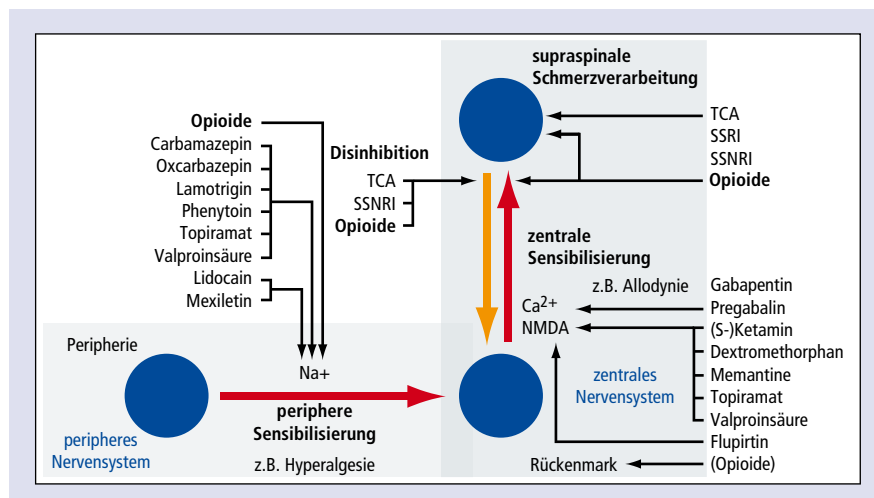 supraspinale
Schmerzverarbeitung
Opioide
Carbamazepin
Oxcarbazepin
Lamotrigin
Phenytoin
Topiramat
Valproinsäure
Lidocain
Mexiletin
Disinhibition
TCA
SSNRI
Opioide
TCA
SSRI
SSNRI
Opioide
zentrale
Sensibilisierung
z.B. Allodynie
Ca2+
NMDA
Gabapentin
Pregabalin
(S-)Ketamin
Dextromethorphan
Memantine
Topiramat
Valproinsäure
Flupirtin
(Opioide)
Peripherie
Na+
periphere
Sensibilisierung
z.B. Hyperalgesie
peripheres
Nervensystem
zentrales
Nervensystem
Rückenmark